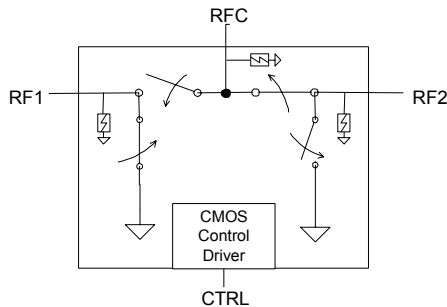 RFC
RF1
RF2
CMOS
Control
Driver
CTRL